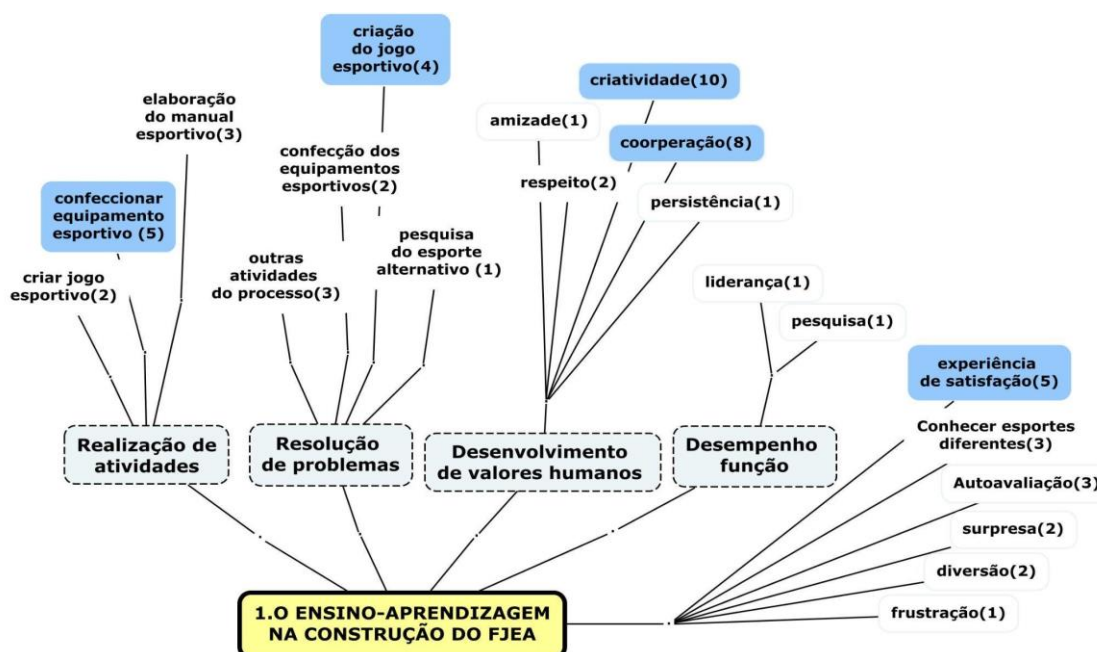 criação
do jogo
esportivo(4)
elaboração
do manual
esportivo(3)
confeccionar
equipamento
esportivo (5)
criar jogo
esportivo(2)
confecção dos
equipamentos
esportivos(2)
outras
atividades
do processo(3)
pesquisa
do esporte
alternativo (1)
criatividade(10)
amizade(1)
coorperação(8)
respeito(2)
persistência(1)
liderança(1)
pesquisa(1)
experiência
de satisfação(5)
Conhecer esportes
diferentes(3)
Autoavaliação(3)
surpresa(2)
diversão(2)
frustração(1)
Realização de
atividades
Resolução
de problemas
Desenvolvimento
de valores humanos
Desempenho
função
1.O ENSINO-APRENDIZAGEM
NA CONSTRUÇÃO DO FJEA